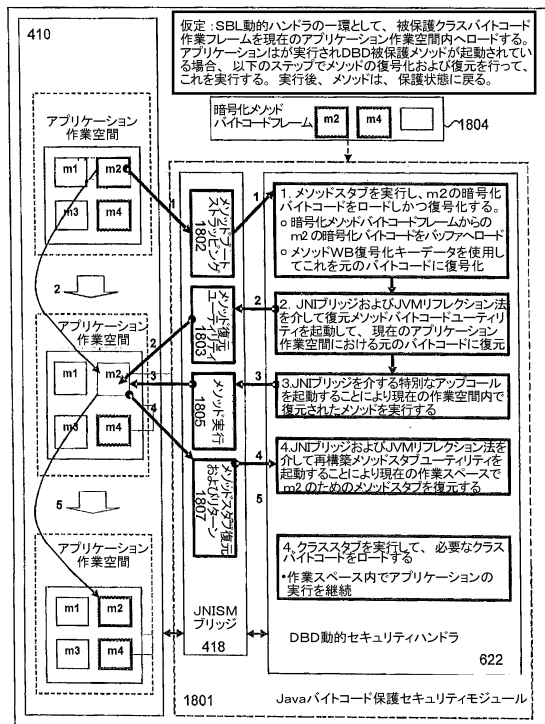 410
仮定：SBL動的ハンドラの一環として、被保護クラスバイトコード
作業フレームを現在のアプリケーション作業空間内へロードする。
アプリケーションはが実行されDBD被保護メソッドが起動されている
場合、以下のステップでメソッドの復号化および復元を行って、
これを実行する。実行後、メソッドは、保護状態に戻る。
暗号化メソッド
バイトコードフレーム
m2
m4
1804
アプリケーション
作業空間
m1
m2
m3
m4
1
メソッドブート
ストラッピング
1802
1
1. メソッドスタブを実行し、m2の暗号化
バイトコードをロードしかつ復号化する。
○ 暗号化メソッドバイトコードフレームからの
m2の暗号化バイトコードをバッファへロード
○ メソッドWB復号化キーデータを使用し
てこれを元のバイトコードに復号化
2
アプリケーション
作業空間
m1
m2
m3
m4
2
3
4
メソッド復元
ユーティリティ
1803
2
2. JNIブリッジおよびJVMリフレクション法
を介して復元メソッドバイトコードユーティ
リティを起動して、現在のアプリケーション
作業空間における元のバイトコードに復元
メソッド実行
1805
3
3.JNIブリッジを介する特別なアップコール
を起動することにより現在の作業空間内で
復元されたメソッドを実行する
メソッドスタブ復元
およびリターン
1807
4
4.JNIブリッジおよびJVMリフレクション法を
介して再構築メソッドスタブユーティリティを
起動することにより現在の作業スペースで
m2のためのメソッドスタブを復元する
5
5
4. クラススタブを実行して、必要なクラス
バイトコードをロードする
・作業スペース内でアプリケーションの
実行を継続
アプリケーション
作業空間
m1
m2
m3
m4
JNISM
ブリッジ
418
DBD動的セキュリティハンドラ
622
1801
Javaバイトコード保護セキュリティモジュール